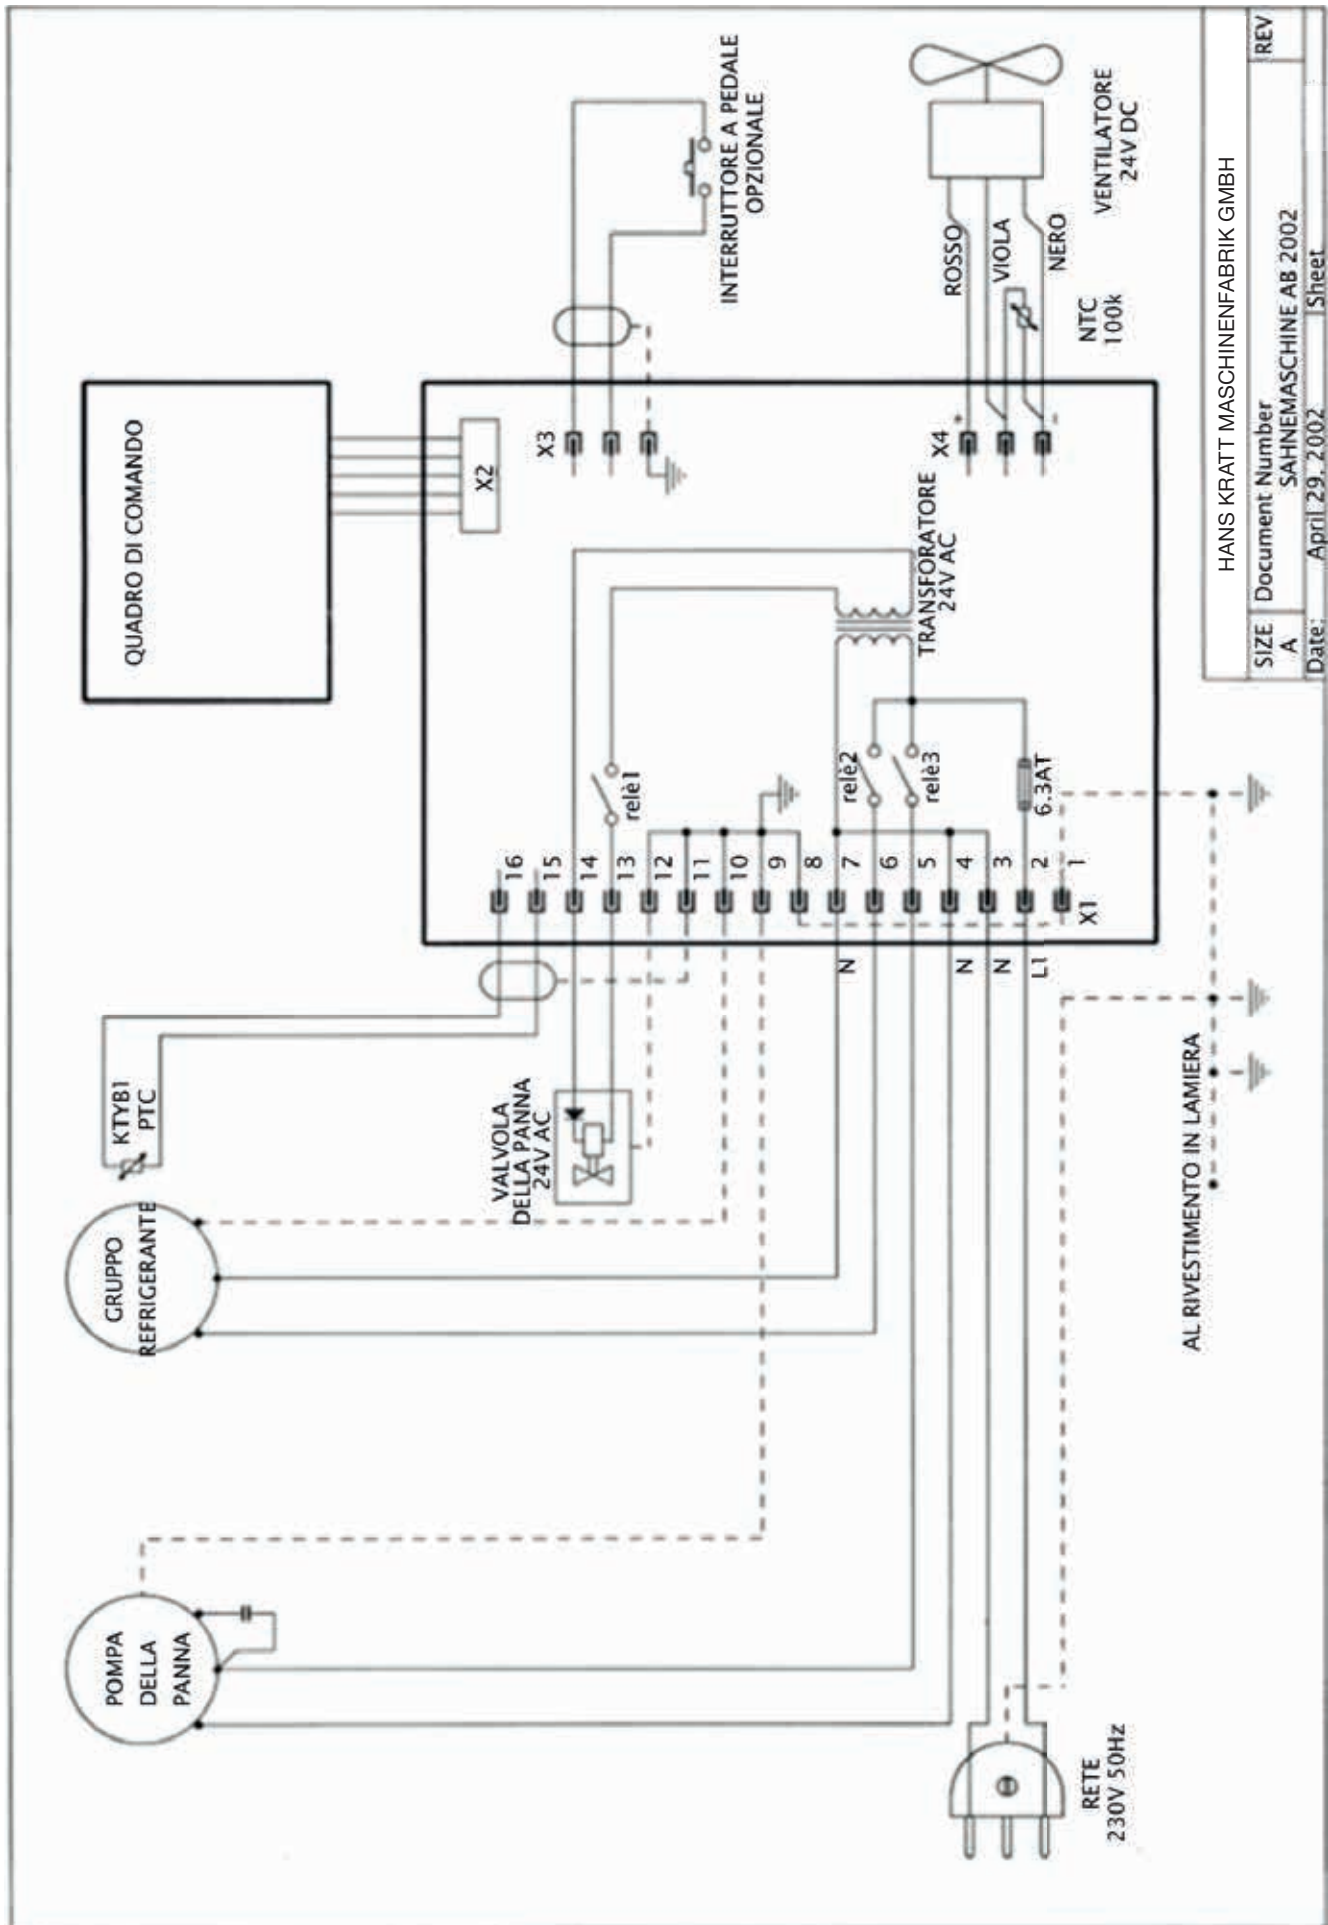 POMPA
DELLA
PANNA
GRUPPO
REFRIGERANTE
KTYB1
PTC
QUADRO DI COMANDO
VALVOLA
DELLA PANNA
24V AC
X2
X3
INTERRUTTORE A PEDALE
OPZIONALE
16
15
14
13
12
11
10
9
8
7
6
5
4
3
2
1
X1
N
N
N
L1
relè1
relè2
relè3
6.3AT
TRANSFORATORE
24V AC
X4
+
-
ROSSO
VIOLA
NERO
NTC
100k
VENTILATORE
24V DC
RETE
230V 50Hz
AL RIVESTIMENTO IN LAMIERA
HANS KRATT MASCHINENFABRIK GMBH
SIZE
A
Document Number
SAHNEMASCHINE AB 2002
REV
Date:
April 29, 2002
Sheet